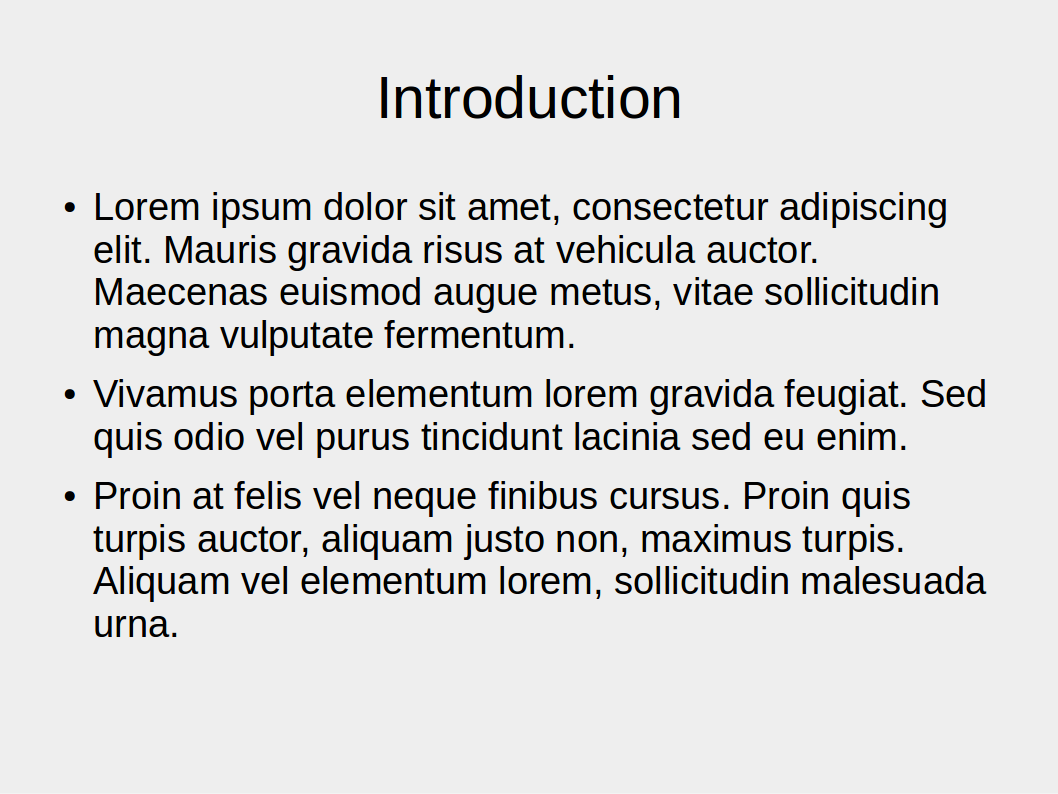 Introduction
• Lorem ipsum dolor sit amet, consectetur adipiscing
elit. Mauris gravida risus at vehicula auctor.
Maecenas euismod augue metus, vitae sollicitudin
magna vulputate fermentum.
• Vivamus porta elementum lorem gravida feugiat. Sed
quis odio vel purus tincidunt lacinia sed eu enim.
• Proin at felis vel neque finibus cursus. Proin quis
turpis auctor, aliquam justo non, maximus turpis.
Aliquam vel elementum lorem, sollicitudin malesuada
urna.